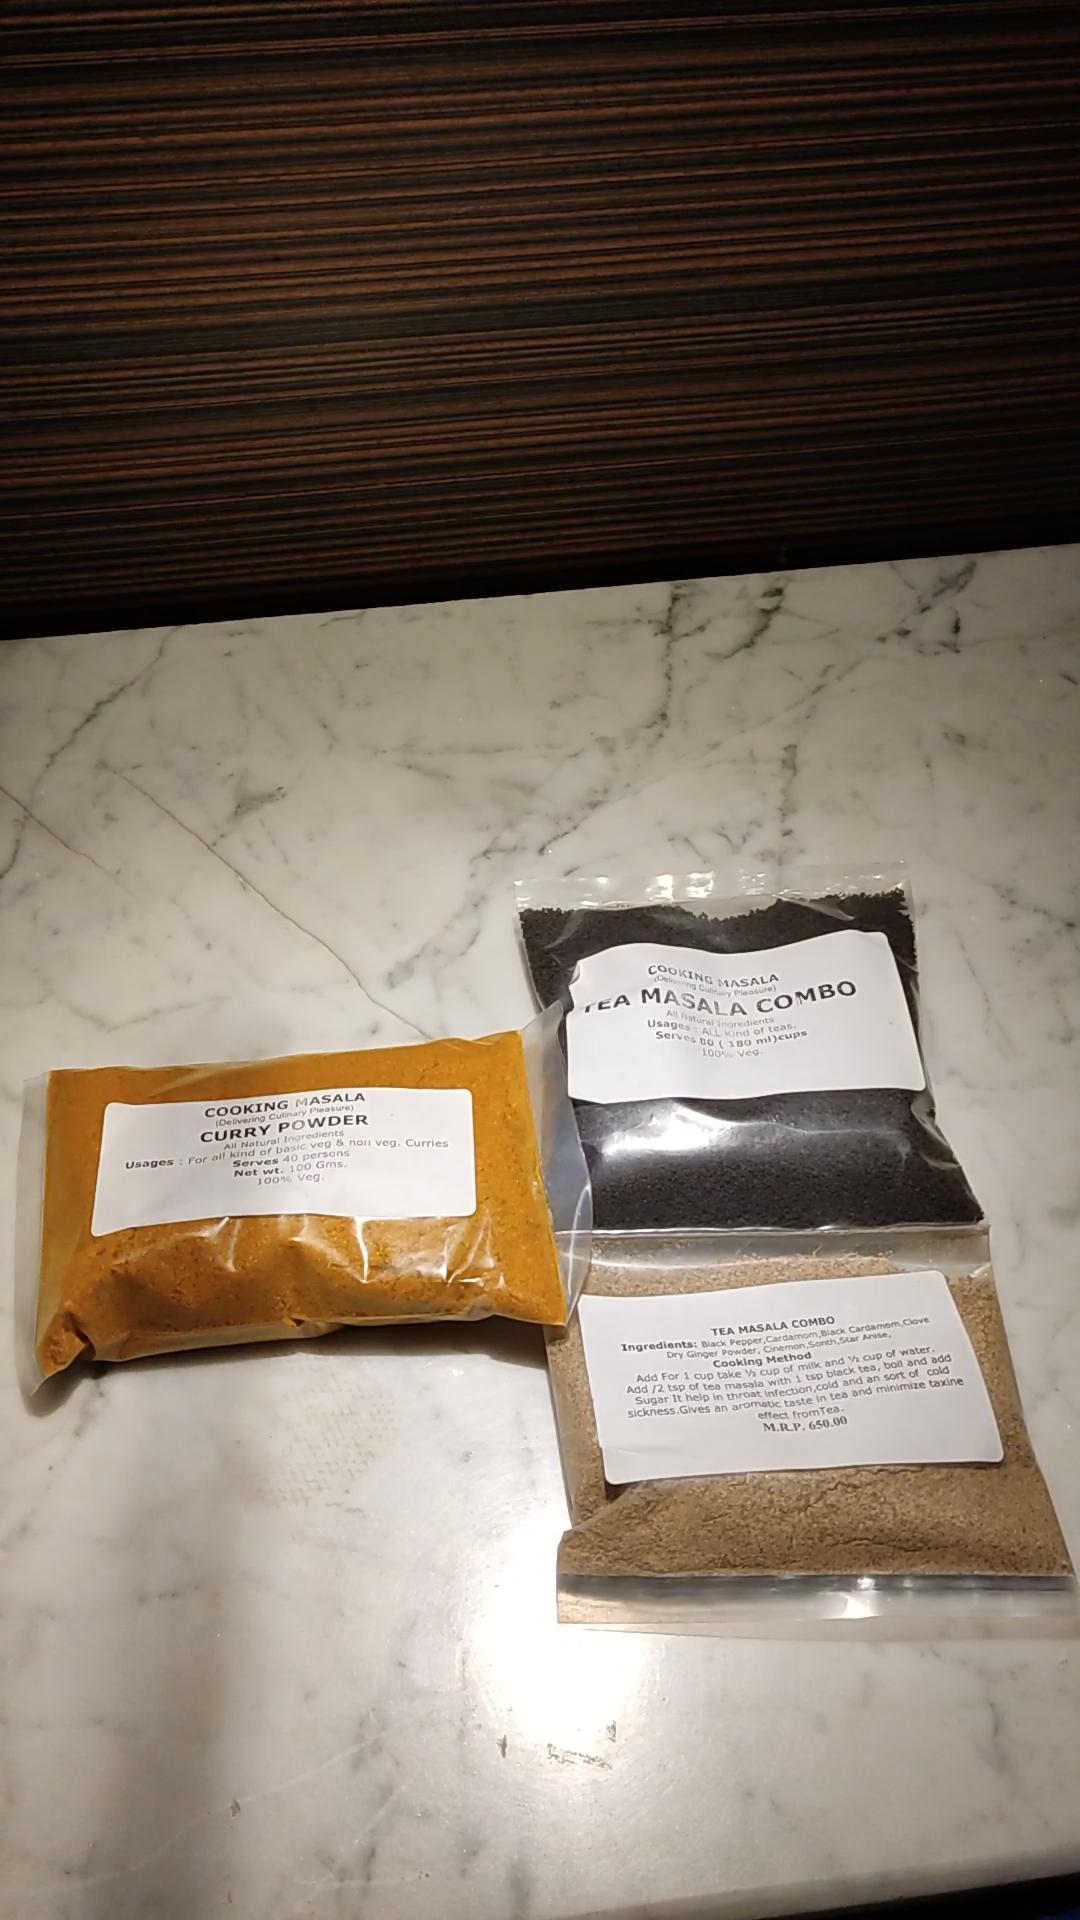 COOKING MASALA
(Delivering Culinary Pleasure)
TEA MASALA COMBO
All Natural Ingredients
Usages : ALL Kind of teas.
Serves 80 ( 180 ml)cups
100% Veg.
COOKING MASALA
(Delivering Culinary Pleasure)
CURRY POWDER
All Natural Ingredients
Usages : For all kind of basic veg & non veg. Curries
Serves 40 persons
Net wt. 100 Gms.
100% Veg.
TEA MASALA COMBO
Ingredients: Black Pepper,Cardamom,Black Cardamom,Clove
Dry Ginger Powder, Cinemon,Sonth,Star Anise,
Cooking Method
Add For 1 cup take ½ cup of milk and ½ cup of water.
Add /2 tsp of tea masala with 1 tsp black tea, boil and add
Sugar It help in throat infection,cold and an sort of cold
sickness.Gives an aromatic taste in tea and minimize taxine
effect fromTea.
M.R.P. 650.00